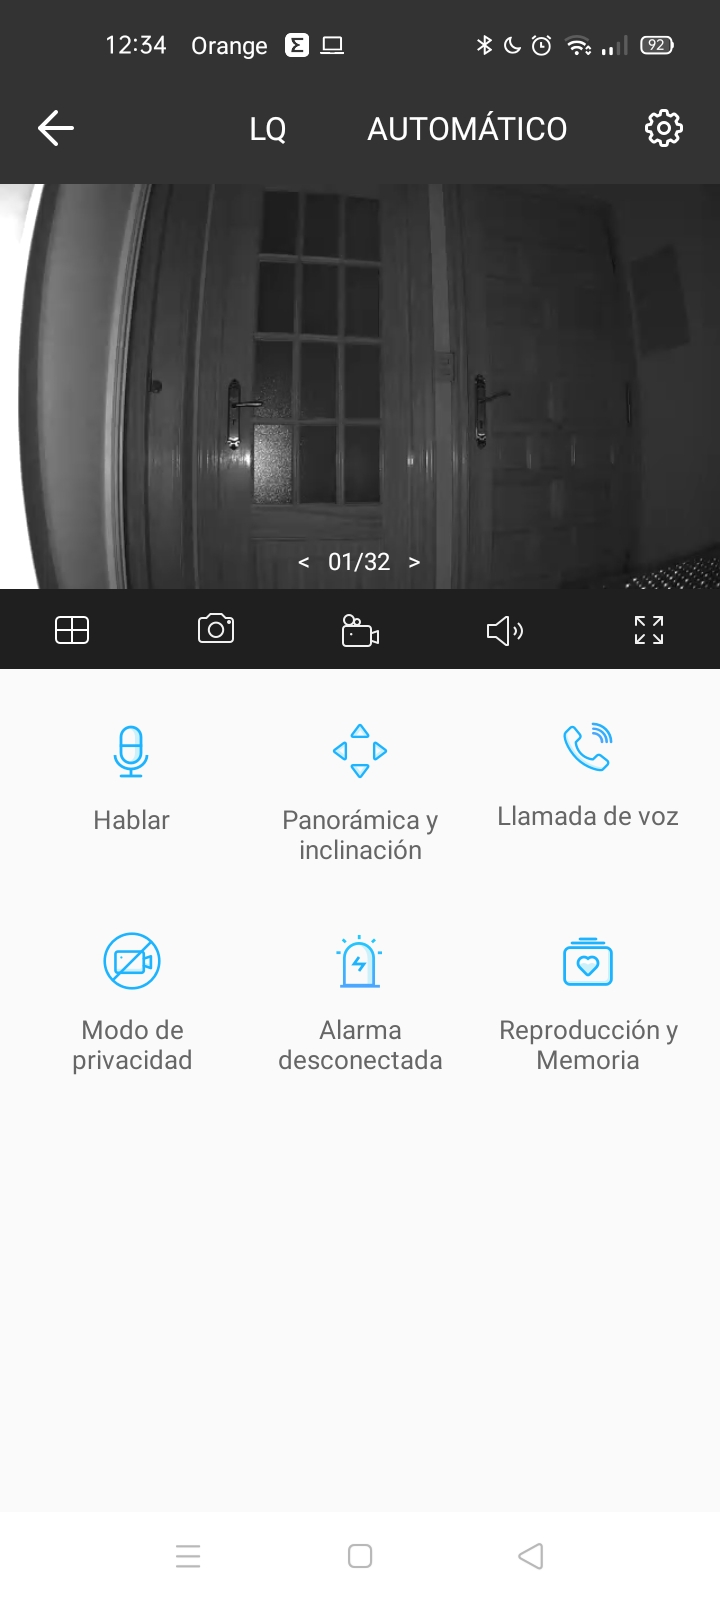 12:34 Orange 92
LQ AUTOMÁTICO
< 01/32 >
Hablar
Panorámica y
inclinación
Llamada de voz
Modo de
privacidad
Alarma
desconectada
Reproducción y
Memoria